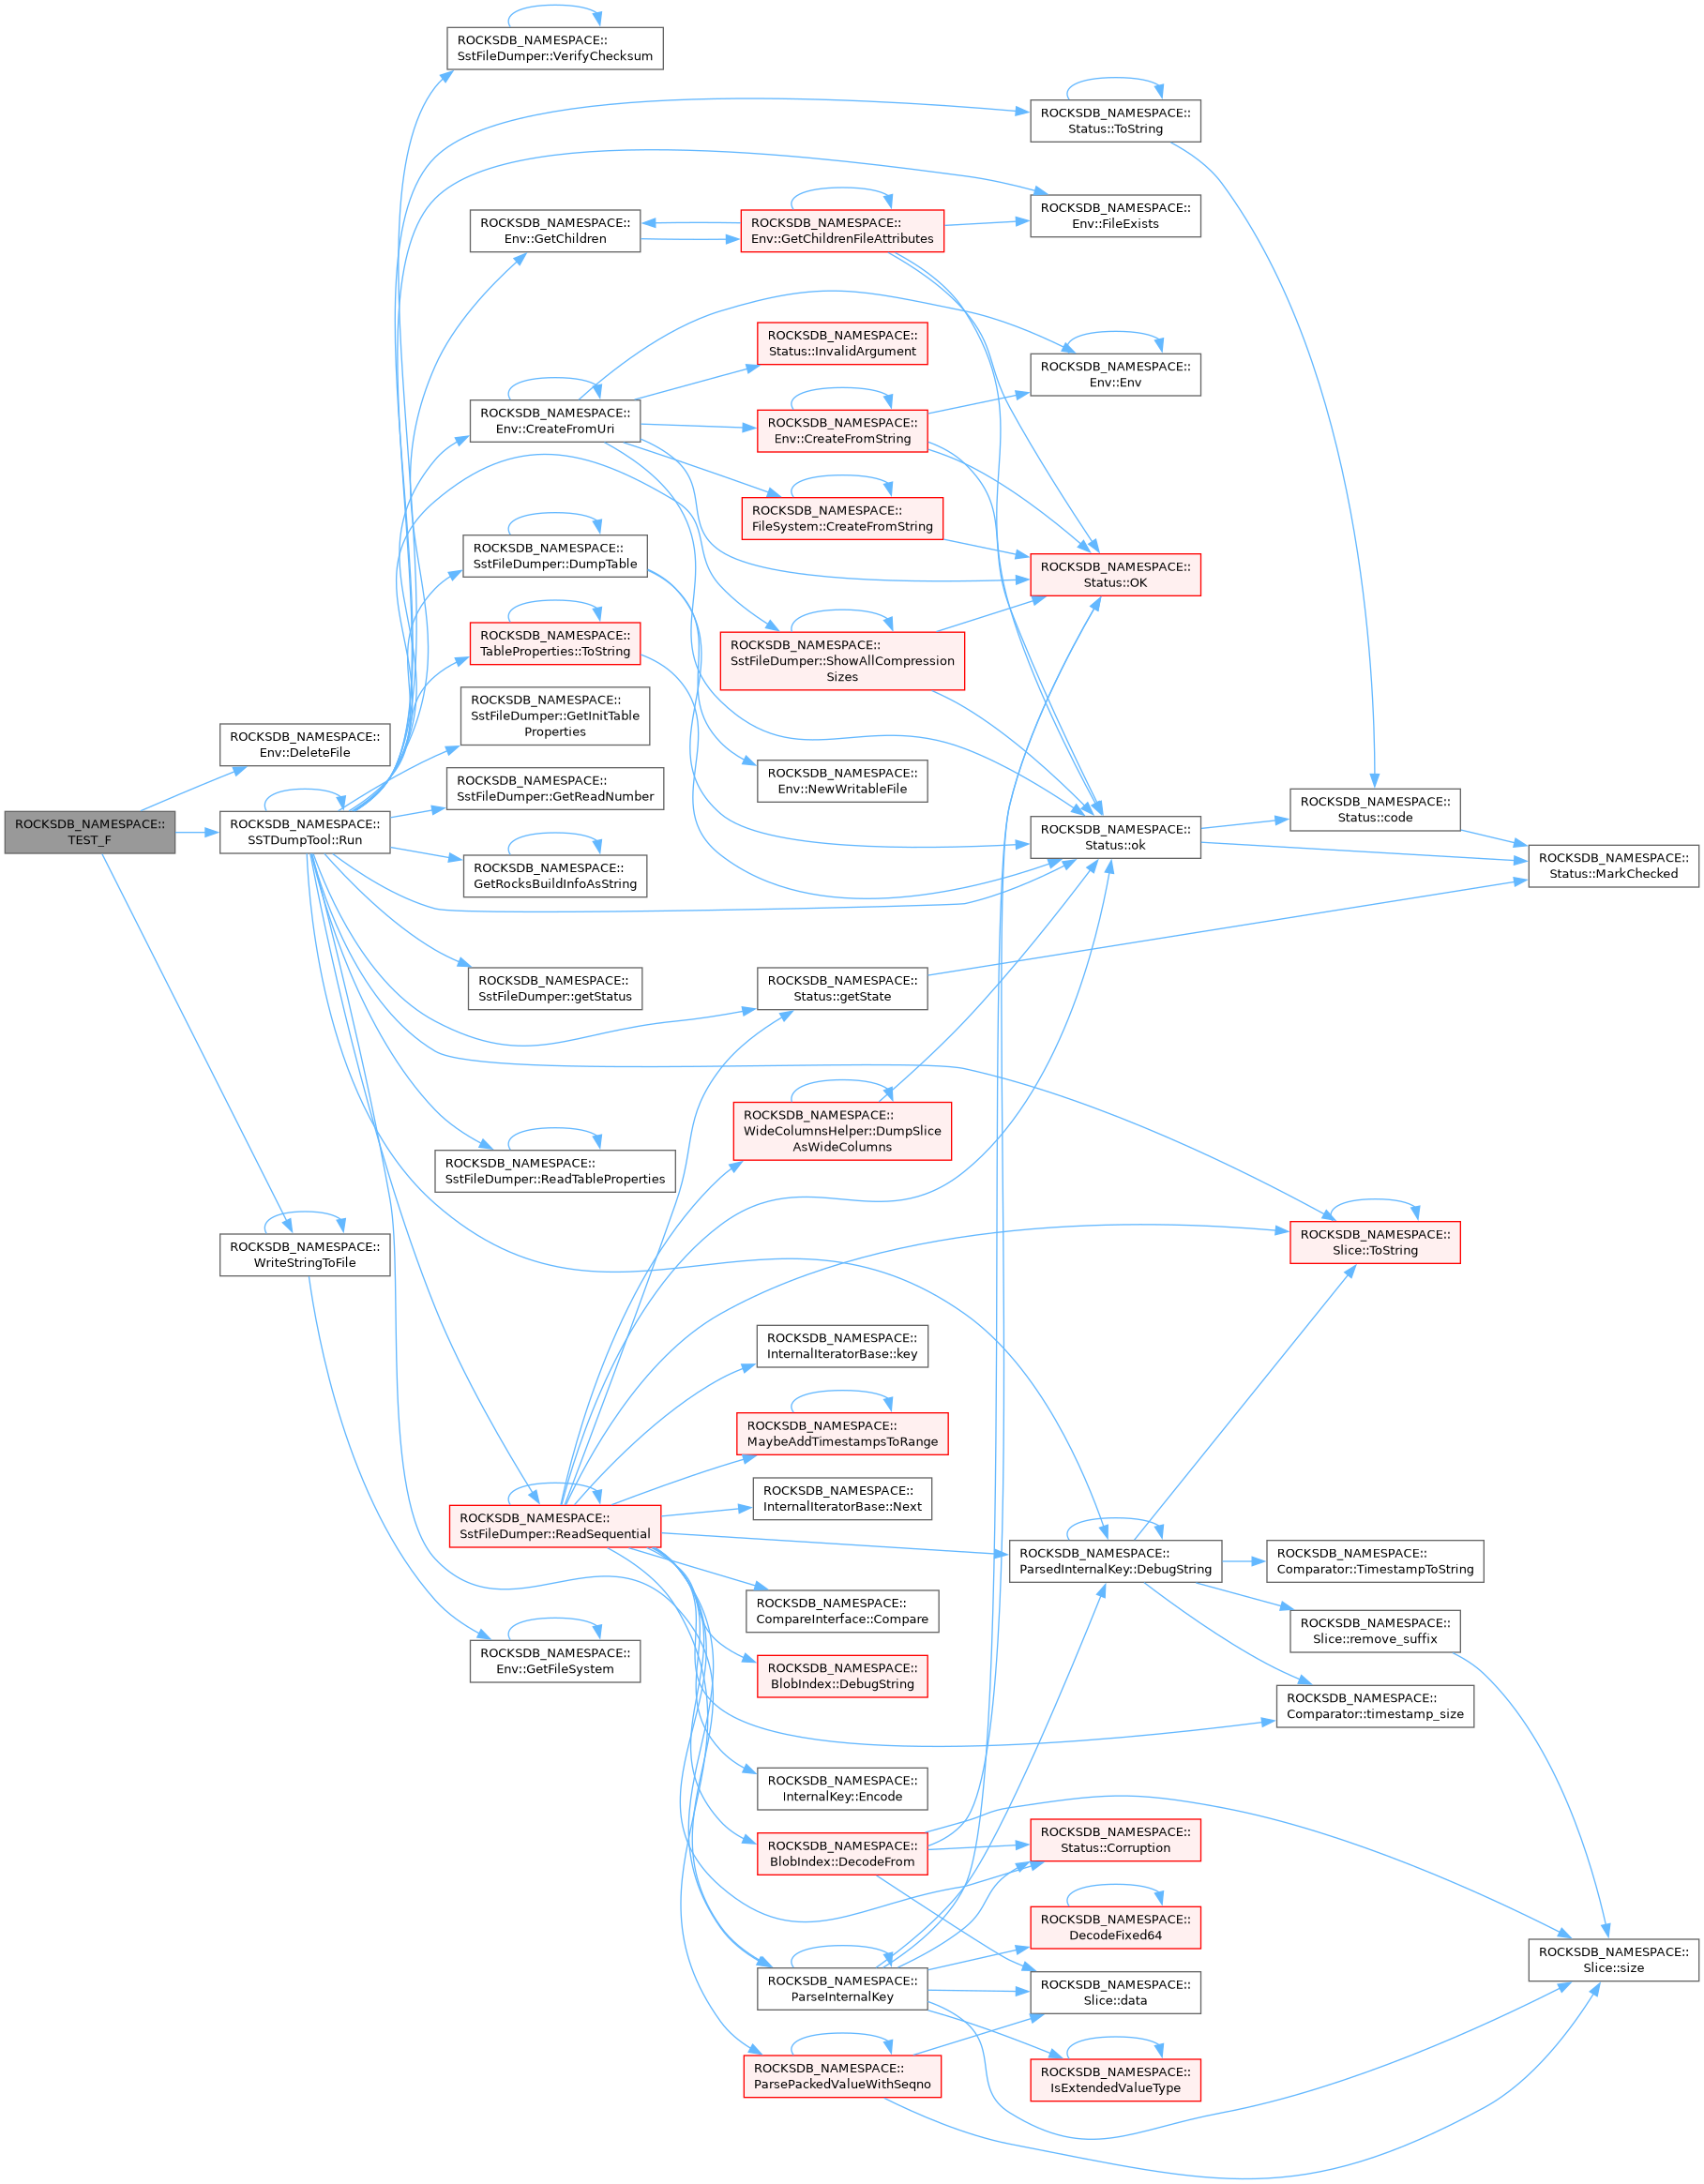 ROCKSDB_NAMESPACE::
SstFileDumper::VerifyChecksum
ROCKSDB_NAMESPACE::
Status::ToString
ROCKSDB_NAMESPACE::
Env::GetChildren
ROCKSDB_NAMESPACE::
Env::GetChildrenFileAttributes
ROCKSDB_NAMESPACE::
Env::FileExists
ROCKSDB_NAMESPACE::
Status::InvalidArgument
ROCKSDB_NAMESPACE::
Env::Env
ROCKSDB_NAMESPACE::
Env::CreateFromUri
ROCKSDB_NAMESPACE::
Env::CreateFromString
ROCKSDB_NAMESPACE::
FileSystem::CreateFromString
ROCKSDB_NAMESPACE::
SstFileDumper::DumpTable
ROCKSDB_NAMESPACE::
Status::OK
ROCKSDB_NAMESPACE::
TableProperties::ToString
ROCKSDB_NAMESPACE::
SstFileDumper::ShowAllCompression
Sizes
ROCKSDB_NAMESPACE::
SstFileDumper::GetInitTable
Properties
ROCKSDB_NAMESPACE::
Env::DeleteFile
ROCKSDB_NAMESPACE::
SstFileDumper::GetReadNumber
ROCKSDB_NAMESPACE::
Env::NewWritableFile
ROCKSDB_NAMESPACE::
TEST_F
ROCKSDB_NAMESPACE::
SSTDumpTool::Run
ROCKSDB_NAMESPACE::
GetRocksBuildInfoAsString
ROCKSDB_NAMESPACE::
Status::ok
ROCKSDB_NAMESPACE::
Status::code
ROCKSDB_NAMESPACE::
Status::MarkChecked
ROCKSDB_NAMESPACE::
SstFileDumper::getStatus
ROCKSDB_NAMESPACE::
Status::getState
ROCKSDB_NAMESPACE::
WideColumnsHelper::DumpSlice
AsWideColumns
ROCKSDB_NAMESPACE::
SstFileDumper::ReadTableProperties
ROCKSDB_NAMESPACE::
WriteStringToFile
ROCKSDB_NAMESPACE::
Slice::ToString
ROCKSDB_NAMESPACE::
InternalIteratorBase::key
ROCKSDB_NAMESPACE::
MaybeAddTimestampsToRange
ROCKSDB_NAMESPACE::
InternalIteratorBase::Next
ROCKSDB_NAMESPACE::
SstFileDumper::ReadSequential
ROCKSDB_NAMESPACE::
ParsedInternalKey::DebugString
ROCKSDB_NAMESPACE::
Comparator::TimestampToString
ROCKSDB_NAMESPACE::
CompareInterface::Compare
ROCKSDB_NAMESPACE::
Slice::remove_suffix
ROCKSDB_NAMESPACE::
Env::GetFileSystem
ROCKSDB_NAMESPACE::
BlobIndex::DebugString
ROCKSDB_NAMESPACE::
Comparator::timestamp_size
ROCKSDB_NAMESPACE::
InternalKey::Encode
ROCKSDB_NAMESPACE::
BlobIndex::DecodeFrom
ROCKSDB_NAMESPACE::
Status::Corruption
ROCKSDB_NAMESPACE::
DecodeFixed64
ROCKSDB_NAMESPACE::
Slice::size
ROCKSDB_NAMESPACE::
ParseInternalKey
ROCKSDB_NAMESPACE::
Slice::data
ROCKSDB_NAMESPACE::
ParsePackedValueWithSeqno
ROCKSDB_NAMESPACE::
IsExtendedValueType